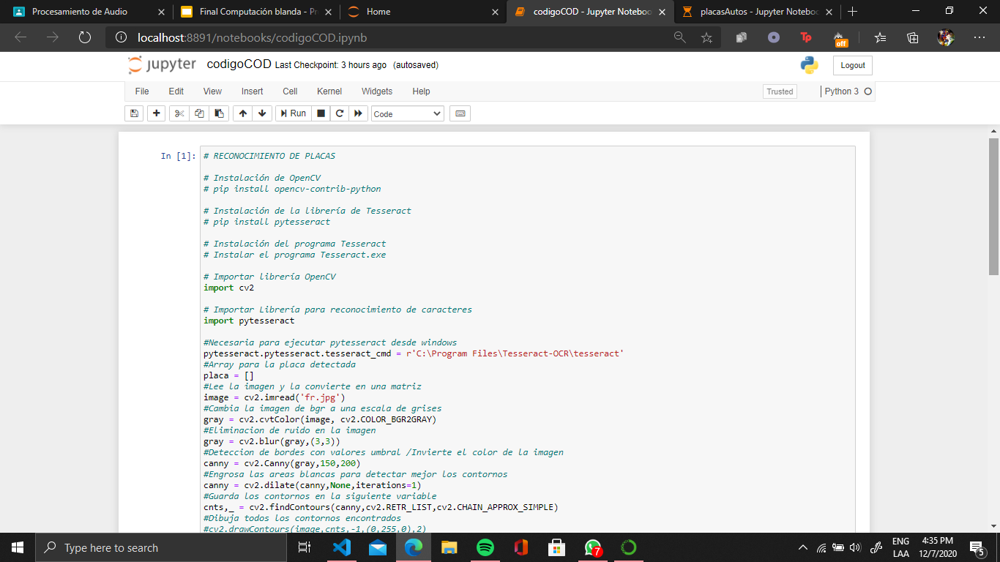 Procesamiento de Audio
Final Computación blanda - Pr
Home
codigoCOD - Jupyter Noteboo
placasAutos - Jupyter Noteboo
localhost:8891/notebooks/codigoCOD.ipynb
Tp
off
jupyter codigoCOD Last Checkpoint: 3 hours ago (autosaved)
Logout
File Edit View Insert Cell Kernel Widgets Help
Trusted
Python 3
Run
Code
In [1]:
# RECONOCIMIENTO DE PLACAS
# Instalación de OpenCV
# pip install opencv-contrib-python
# Instalación de la librería de Tesseract
# pip install pytesseract
# Instalación del programa Tesseract
# Instalar el programa Tesseract.exe
# Importar librería OpenCV
import cv2
# Importar Librería para reconocimiento de caracteres
import pytesseract
#Necesaria para ejecutar pytesseract desde windows
pytesseract.pytesseract.tesseract_cmd = r'C:\Program Files\Tesseract-OCR\tesseract'
#Array para la placa detectada
placa = []
#Lee la imagen y la convierte en una matriz
image = cv2.imread('fr.jpg')
#Cambia la imagen de bgr a una escala de grises
gray = cv2.cvtColor(image, cv2.COLOR_BGR2GRAY)
#Eliminacion de ruido en la imagen
gray = cv2.blur(gray,(3,3))
#Deteccion de bordes con valores umbral /Invierte el color de la imagen
canny = cv2.Canny(gray,150,200)
#Engrosa las areas blancas para detectar mejor los contornos
canny = cv2.dilate(canny,None,iterations=1)
#Guarda los contornos en la siguiente variable
cnts,_ = cv2.findContours(canny,cv2.RETR_LIST,cv2.CHAIN_APPROX_SIMPLE)
#Dibuja todos los contornos encontrados
#cv2.drawContours(image,cnts,-1,(0,255,0),2)
Type here to search
7
ENG
LAA
4:35 PM
12/7/2020
5